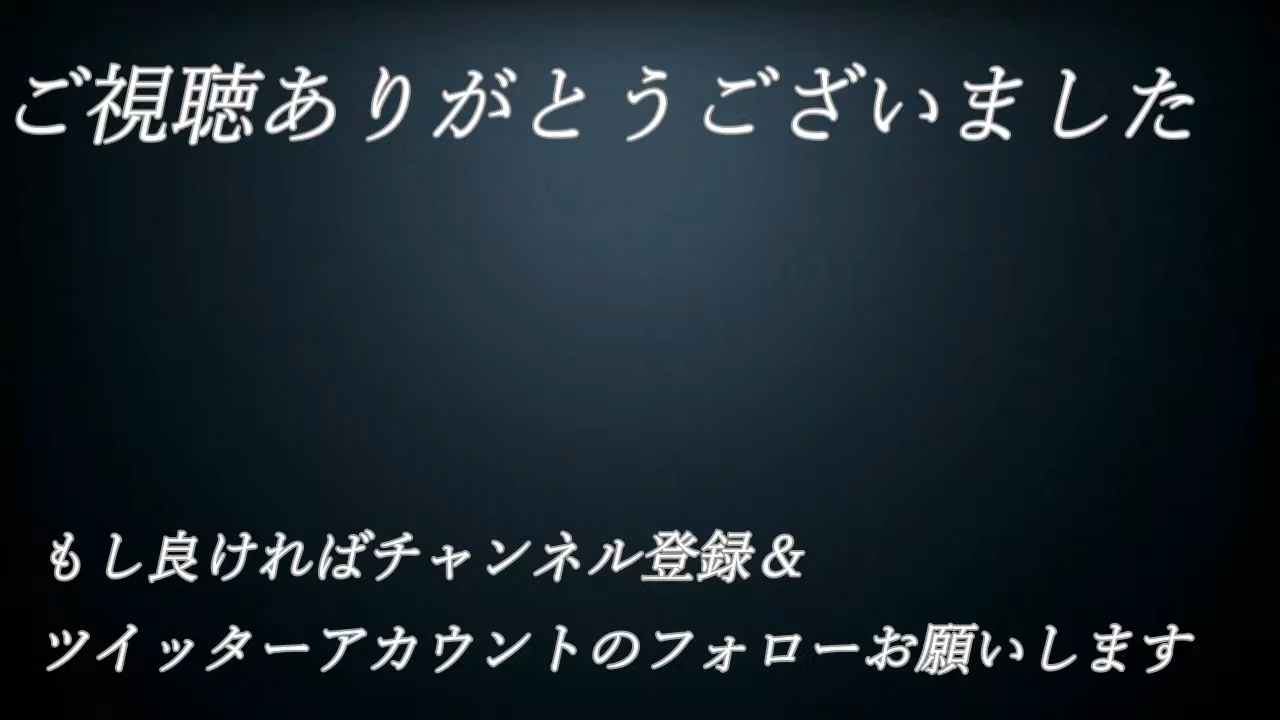 ご視聴ありがとうございました
もし良ければチャンネル登録＆
ツイッターアカウントのフォローお願いします